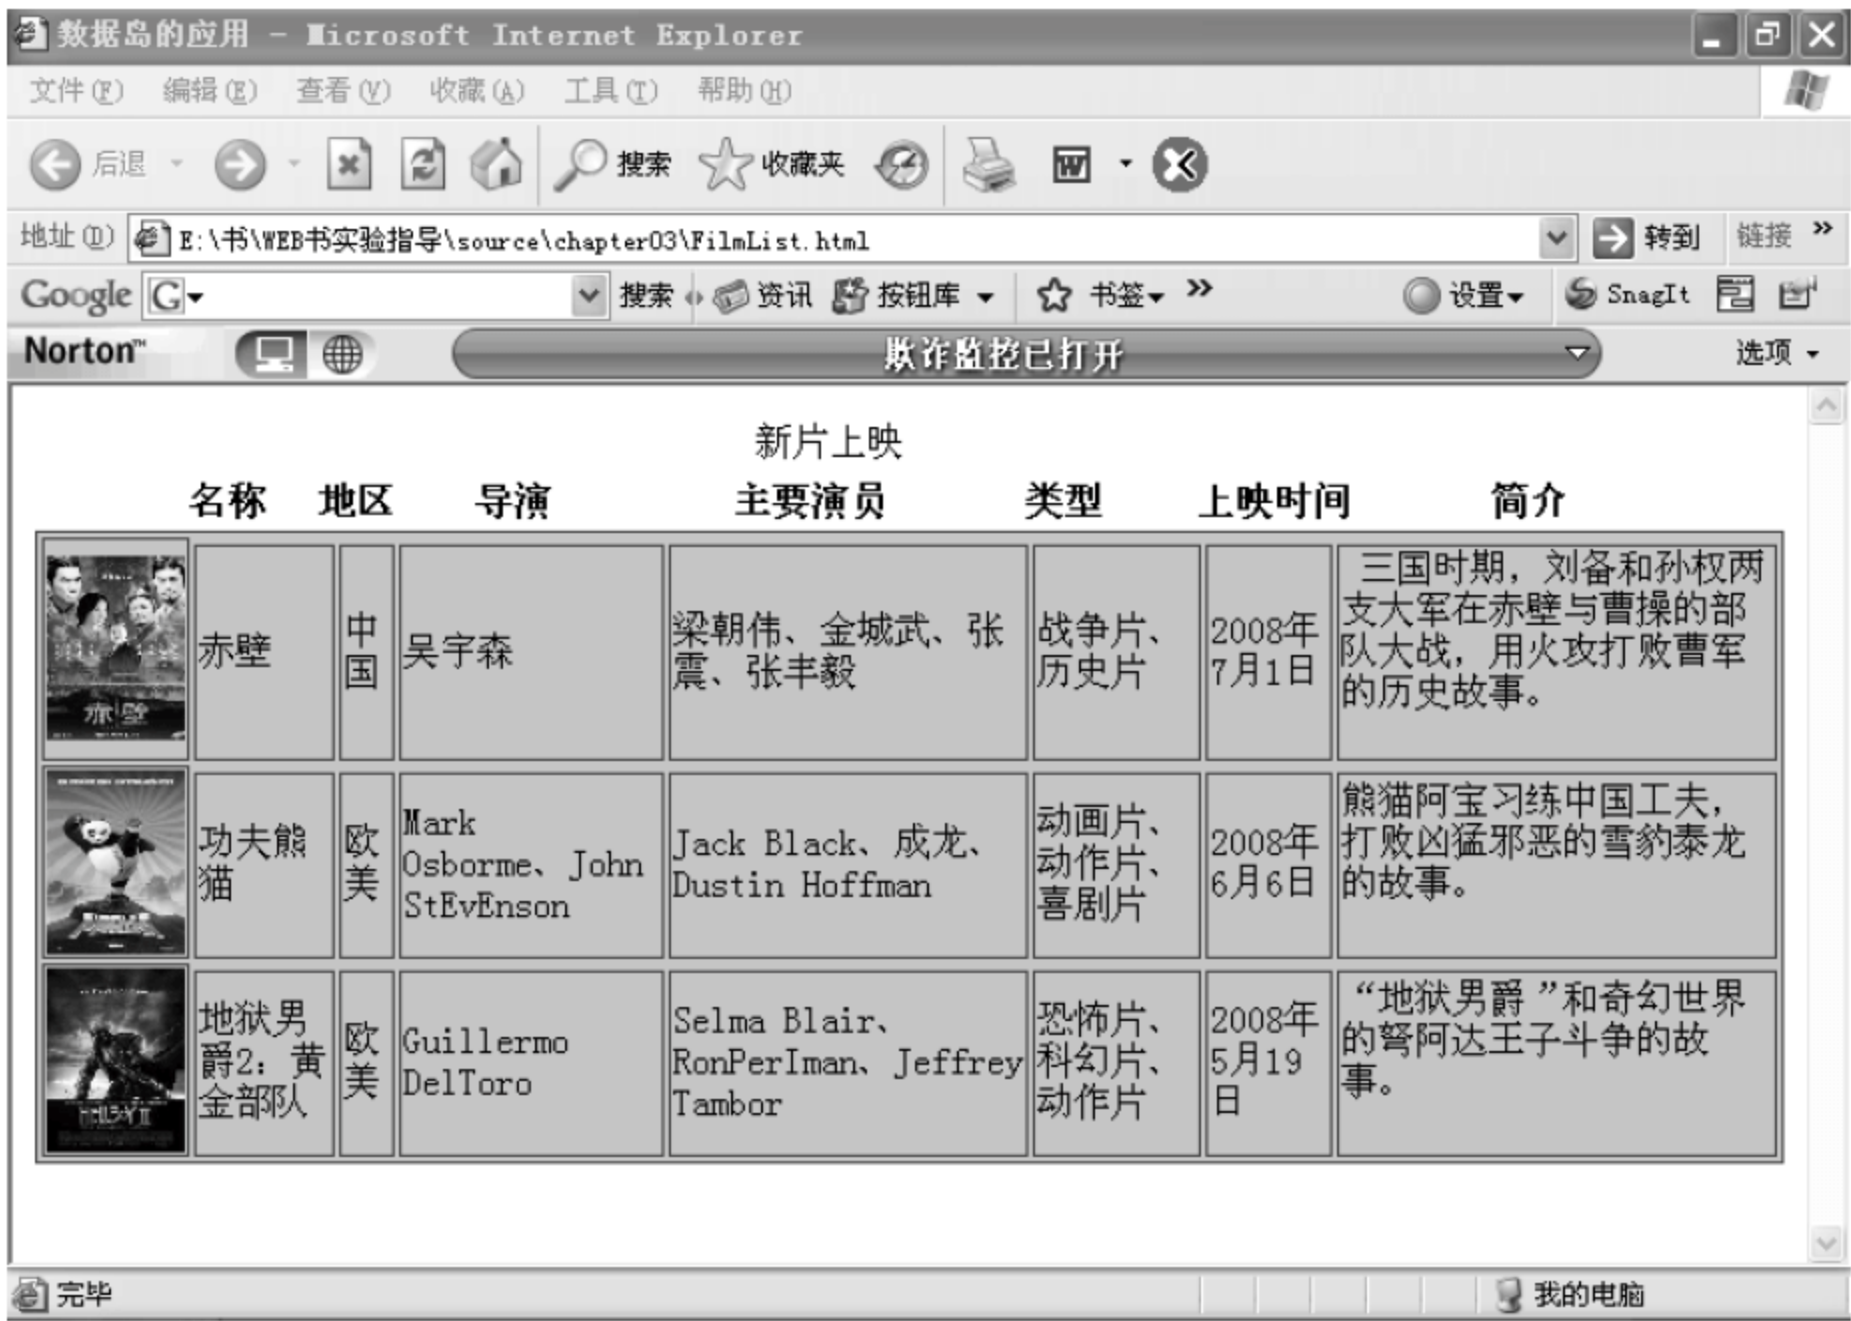 数据岛的应用 - Microsoft Internet Explorer
文件(F) 编辑(E) 查看(V) 收藏(A) 工具(T) 帮助(H)
后退 搜索 收藏夹
地址(D) E:\书\WEB书实验指导\source\chapter03\FilmList.html 转到 链接 »
Google G 搜索 资讯 按钮库 书签 » 设置 SnagIt
Norton™ 欺诈监控已打开 选项
新片上映
名称 地区 导演 主要演员 类型 上映时间 简介
赤壁
赤壁
中
国
吴宇森
梁朝伟、金城武、张
震、张丰毅
战争片、
历史片
2008年
7月1日
三国时期，刘备和孙权两
支大军在赤壁与曹操的部
队大战，用火攻打败曹军
的历史故事。
功夫熊
猫
欧
美
Mark
Osborme、John
StEvEnson
Jack Black、成龙、
Dustin Hoffman
动画片、
动作片、
喜剧片
2008年
6月6日
熊猫阿宝习练中国工夫，
打败凶猛邪恶的雪豹泰龙
的故事。
地狱男
爵2：黄
金部队
欧
美
Guillermo
DelToro
Selma Blair、
RonPerIman、Jeffrey
Tambor
恐怖片、
科幻片、
动作片
2008年
5月19
日
“地狱男爵”和奇幻世界
的弩阿达王子斗争的故
事。
完毕 我的电脑